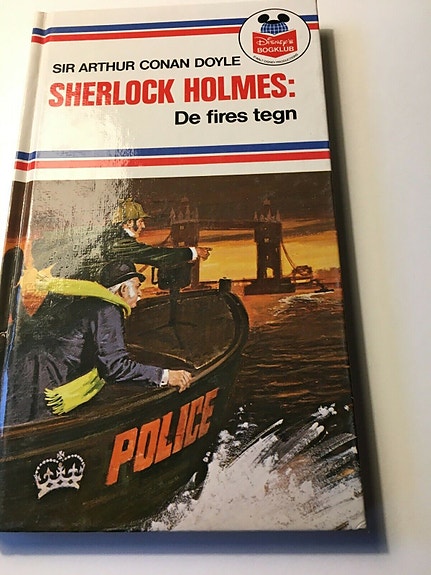 Disney's
BOGKLUB
SIR ARTHUR CONAN DOYLE
SHERLOCK HOLMES:
De fires tegn
POLICE